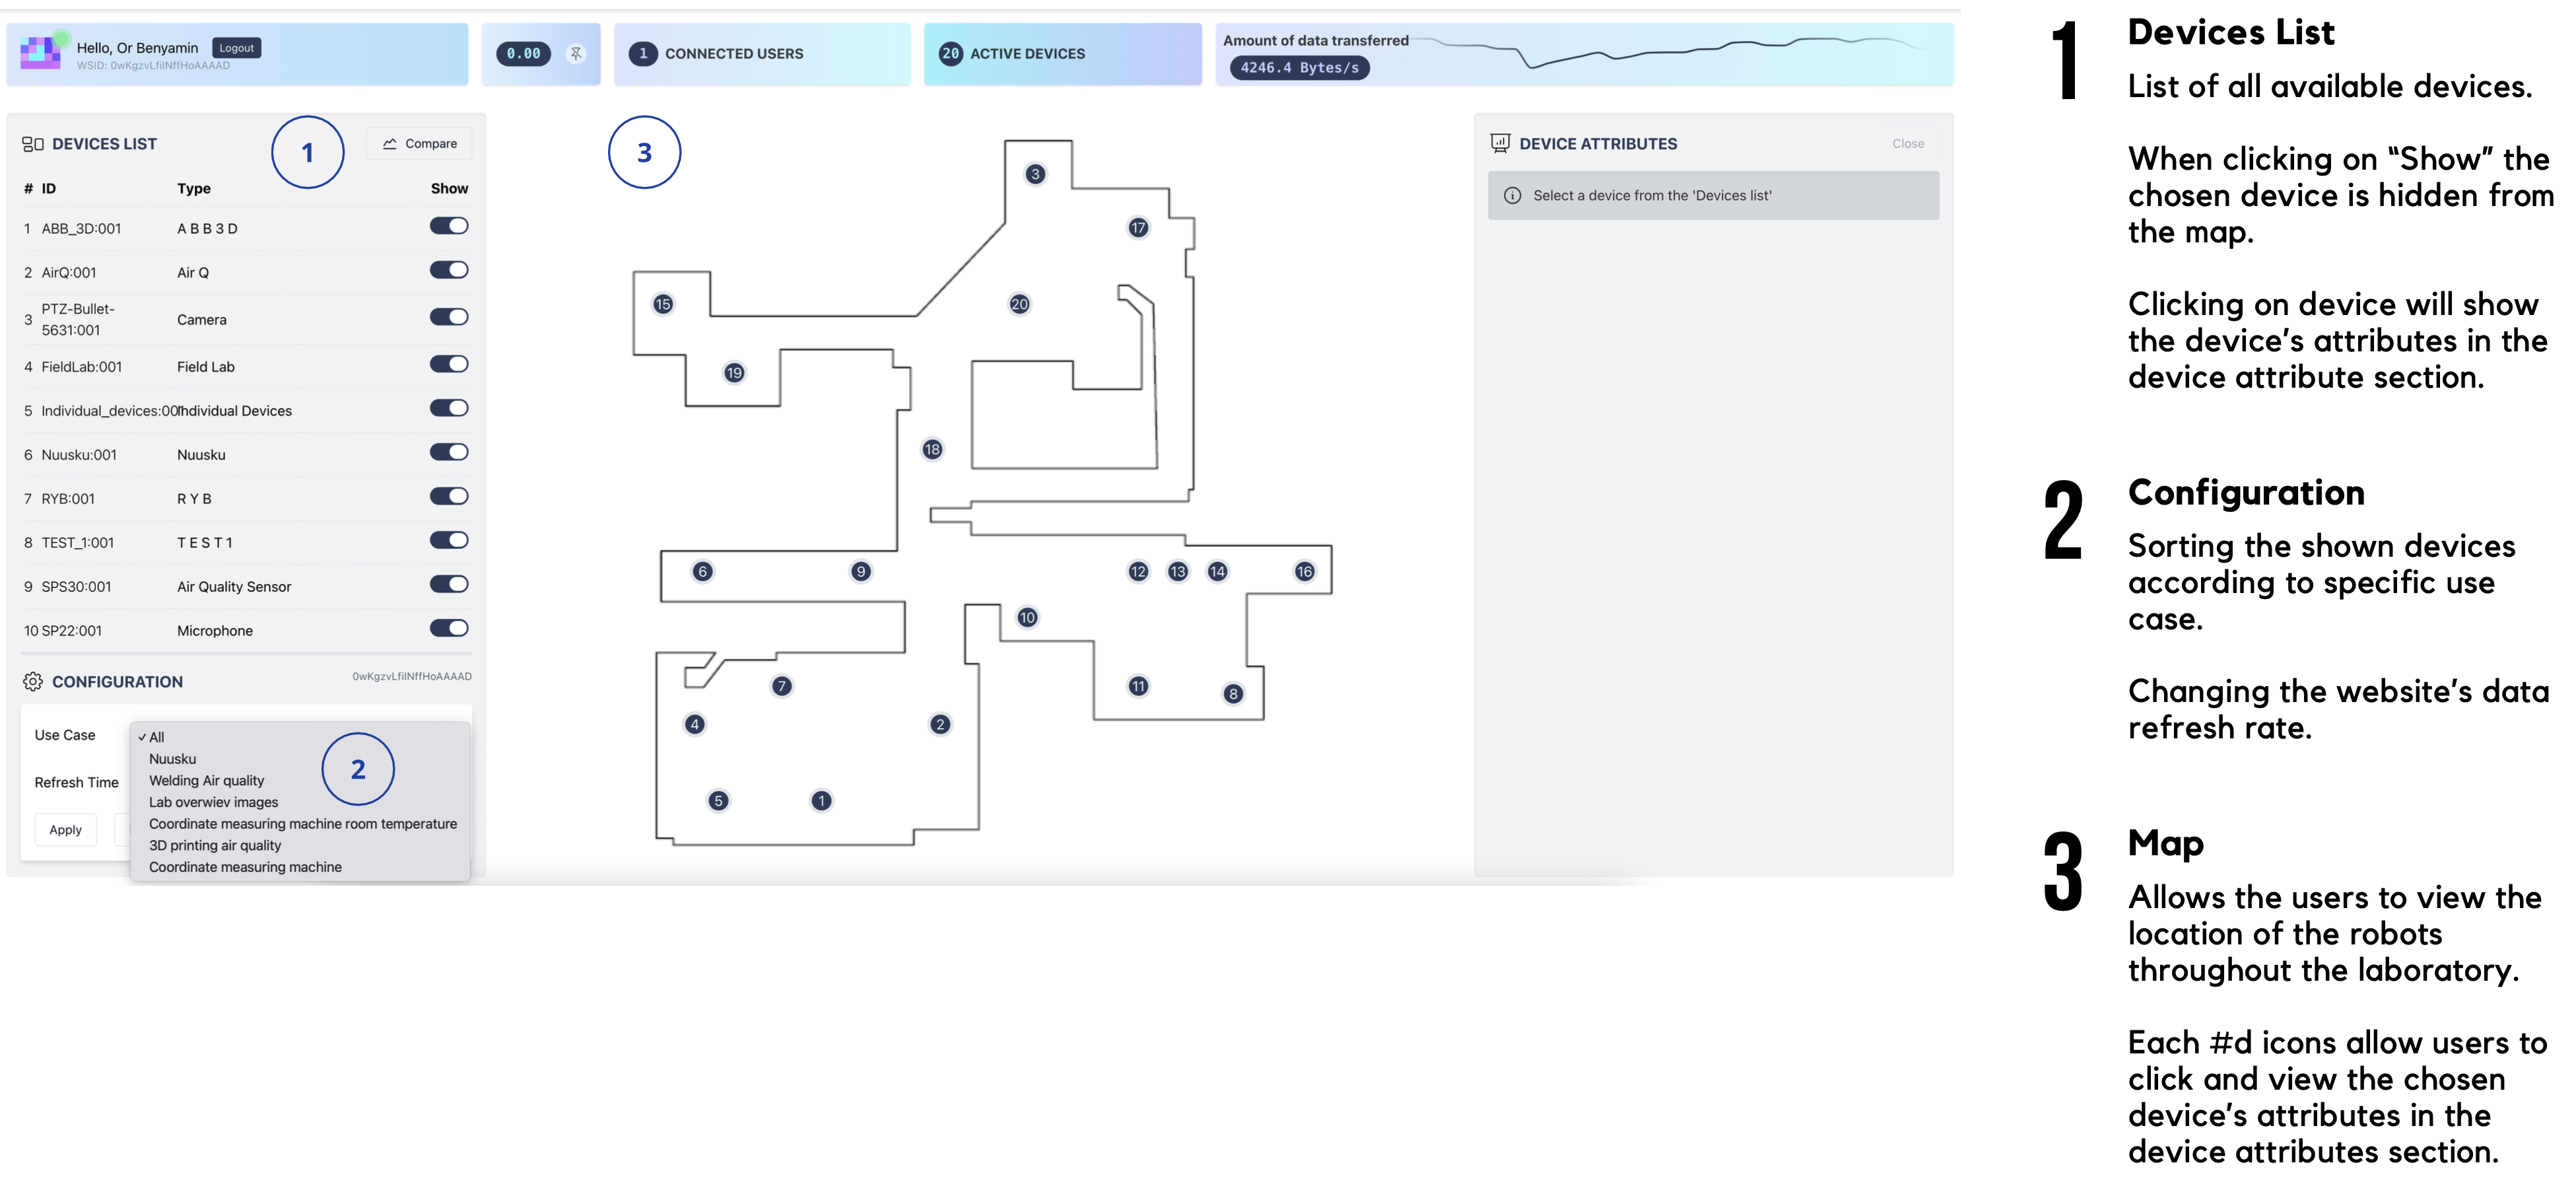 Hello, Or Benyamin Logout
WSID: 0wKgzvLfilNffHoAAAAD
0.00
1 CONNECTED USERS
20 ACTIVE DEVICES
Amount of data transferred
4246.4 Bytes/s
DEVICES LIST
1
Compare
# ID Type Show
1 ABB_3D:001 A B B 3 D
2 AirQ:001 Air Q
PTZ-Bullet-
3 5631:001 Camera
4 FieldLab:001 Field Lab
5 Individual_devices:001 Individual Devices
6 Nuusku:001 Nuusku
7 RYB:001 R Y B
8 TEST_1:001 T E S T 1
9 SPS30:001 Air Quality Sensor
10 SP22:001 Microphone
CONFIGURATION 0wKgzvLfilNffHoAAAAD
Use Case
Refresh Time
Apply
✓ All
Nuusku
Welding Air quality
Lab overwiev images
Coordinate measuring machine room temperature
3D printing air quality
Coordinate measuring machine
2
3
3
17
15
20
19
18
6
9
12
13
14
16
10
7
11
8
4
2
5
1
DEVICE ATTRIBUTES Close
Select a device from the 'Devices list'
1 Devices List
List of all available devices.
When clicking on “Show” the
chosen device is hidden from
the map.
Clicking on device will show
the device’s attributes in the
device attribute section.
2 Configuration
Sorting the shown devices
according to specific use
case.
Changing the website’s data
refresh rate.
3 Map
Allows the users to view the
location of the robots
throughout the laboratory.
Each #d icons allow users to
click and view the chosen
device’s attributes in the
device attributes section.